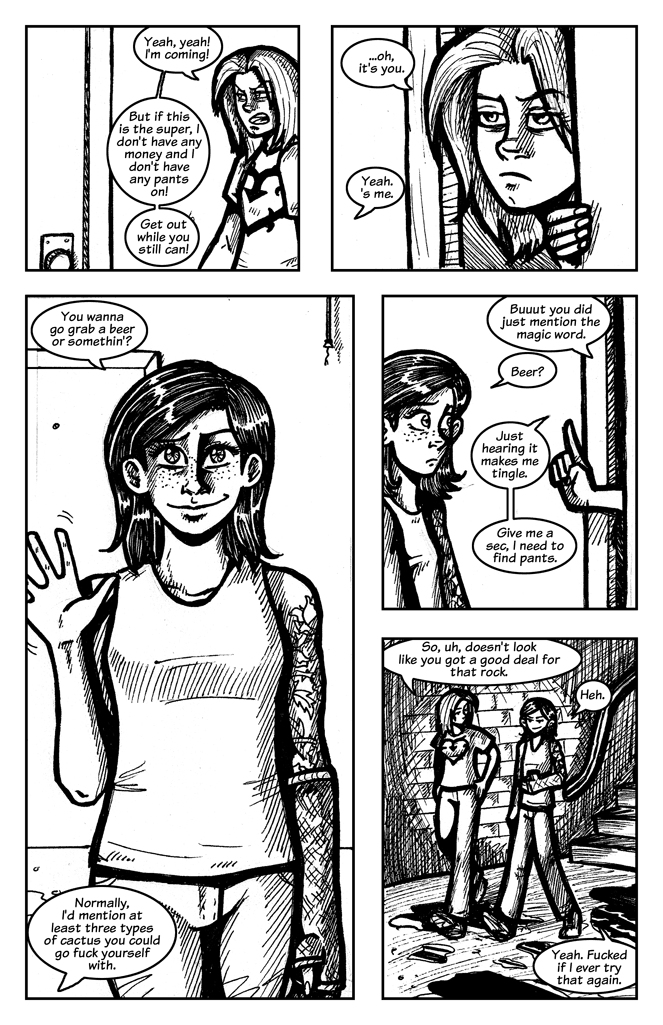 Yeah, yeah!
I'm coming!
But if this
is the super, I
don't have any
money and I
don't have
any pants
on!
Get out
while you
still can!
...oh,
it's you.
Yeah.
's me.
You wanna
go grab a beer
or somethin'?
Normally,
I'd mention at
least three types
of cactus you could
go fuck yourself
with.
Buuut you did
just mention the
magic word.
Beer?
Just
hearing it
makes me
tingle.
Give me a
sec, I need to
find pants.
So, uh, doesn't look
like you got a good deal for
that rock.
Heh.
Yeah. Fucked
if I ever try
that again.